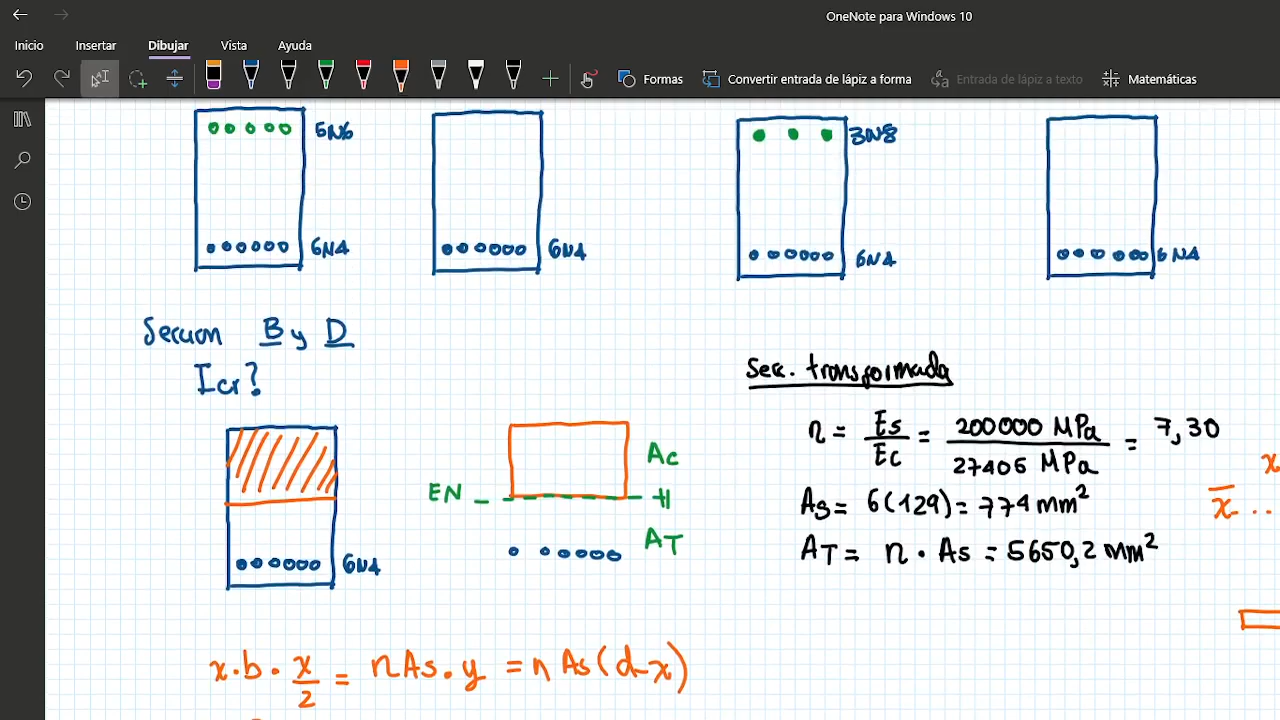 OneNote para Windows 10
Inicio Insertar Dibujar Vista Ayuda
Formas Convertir entrada de lápiz a forma Entrada de lápiz a texto Matemáticas
5N6
6N4
6N4
3N8
6N4
6N4
Seccion B y D
Icr?
6N4
EN
Ac
AT
Sec. transformada
n = Es/Ec = 200000 MPa / 27405 MPa = 7,30
As = 6(129) = 774 mm²
AT = n • As = 5650,2 mm²
x
x̄ ..
x • b • x/2 = nAs • y = nAs(d-x)